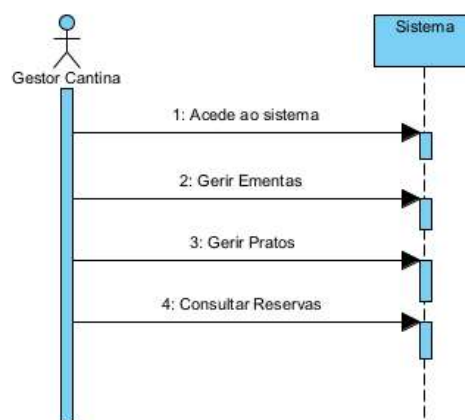 Sistema
Gestor Cantina
1: Acede ao sistema
2: Gerir Ementas
3: Gerir Pratos
4: Consultar Reservas